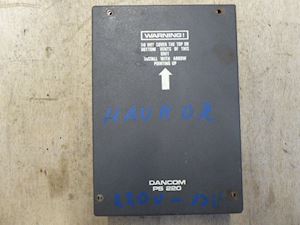 WARNING!
DO NOT COVER THE TOP OR
BOTTOM VENTS OF THIS
UNIT
INSTALL WITH ARROW
POINTING UP
DANCOM
PS 220
220V